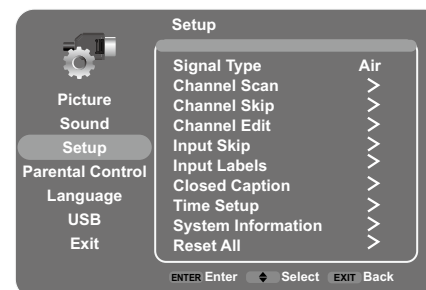 Setup
Picture
Sound
Setup
Parental Control
Language
USB
Exit
Signal Type Air
Channel Scan >
Channel Skip >
Channel Edit >
Input Skip >
Input Labels >
Closed Caption >
Time Setup >
System Information >
Reset All >
ENTER Enter Select EXIT Back